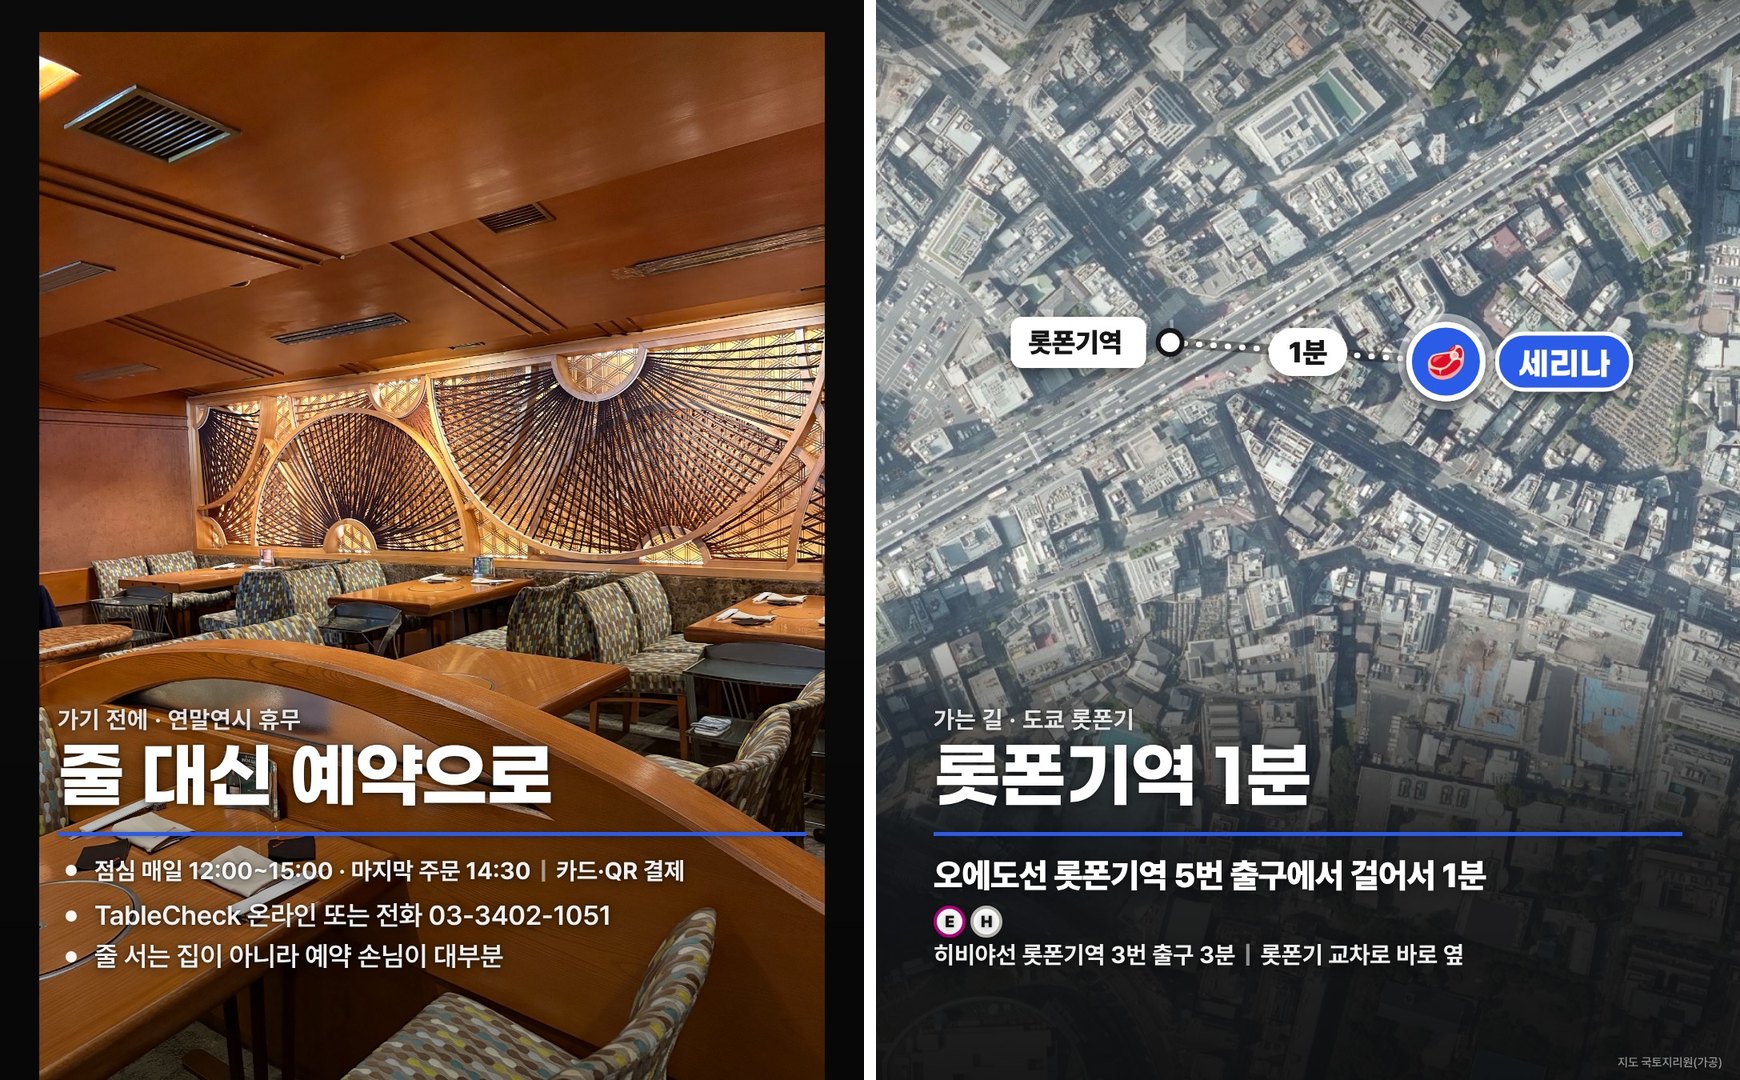 가기 전에 · 연말연시 휴무
줄 대신 예약으로
점심 매일 12:00~15:00 · 마지막 주문 14:30 | 카드·QR 결제
TableCheck 온라인 또는 전화 03-3402-1051
줄 서는 집이 아니라 예약 손님이 대부분
롯폰기역
1분
세리나
가는 길 · 도쿄 롯폰기
롯폰기역 1분
오에도선 롯폰기역 5번 출구에서 걸어서 1분
E H
히비야선 롯폰기역 3번 출구 3분 | 롯폰기 교차로 바로 옆
지도 국토지리원(가공)